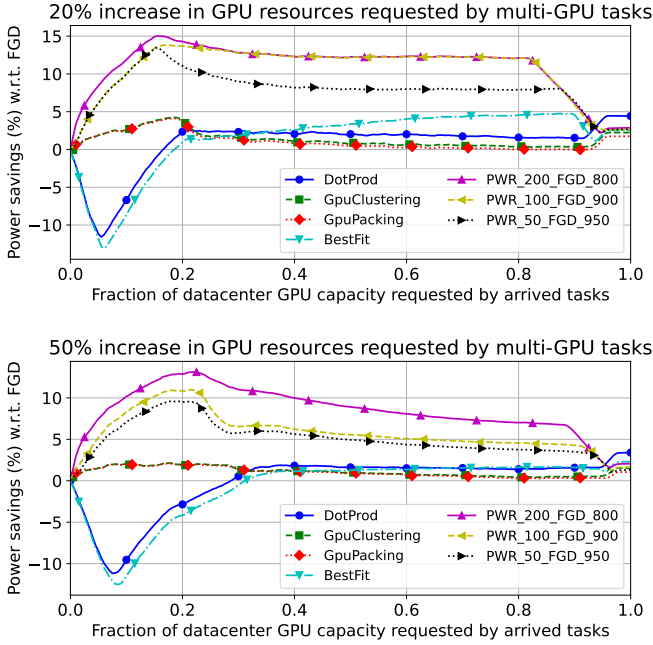 20% increase in GPU resources requested by multi-GPU tasks
Power savings (%) w.r.t. FGD
15
10
5
0
−5
−10
DotProd
GpuClustering
GpuPacking
BestFit
PWR_200_FGD_800
PWR_100_FGD_900
PWR_50_FGD_950
0.0 0.2 0.4 0.6 0.8 1.0
Fraction of datacenter GPU capacity requested by arrived tasks
50% increase in GPU resources requested by multi-GPU tasks
Power savings (%) w.r.t. FGD
10
5
0
−5
−10
DotProd
GpuClustering
GpuPacking
BestFit
PWR_200_FGD_800
PWR_100_FGD_900
PWR_50_FGD_950
0.0 0.2 0.4 0.6 0.8 1.0
Fraction of datacenter GPU capacity requested by arrived tasks